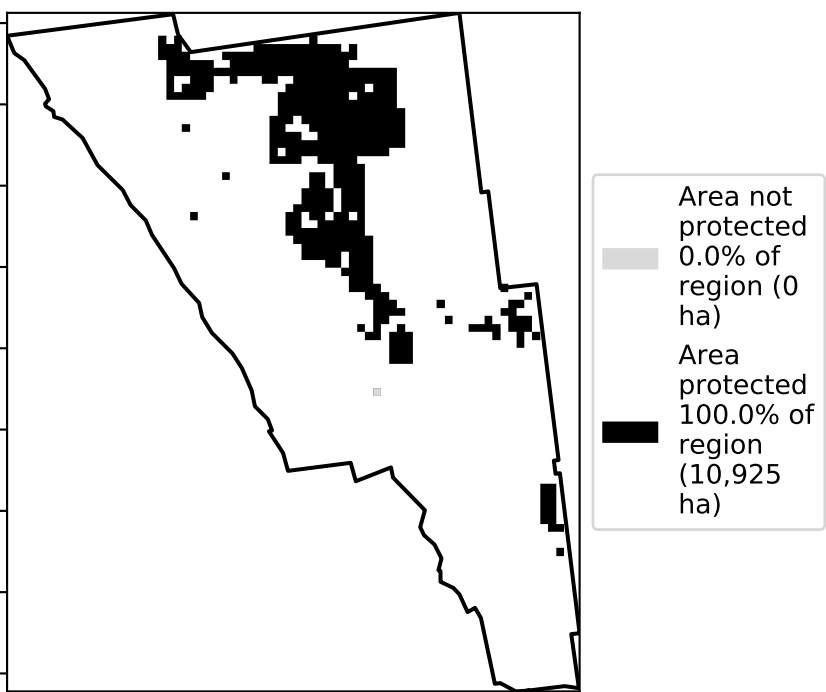 Area not
protected
0.0% of
region (0
ha)
Area
protected
100.0% of
region
(10,925
ha)